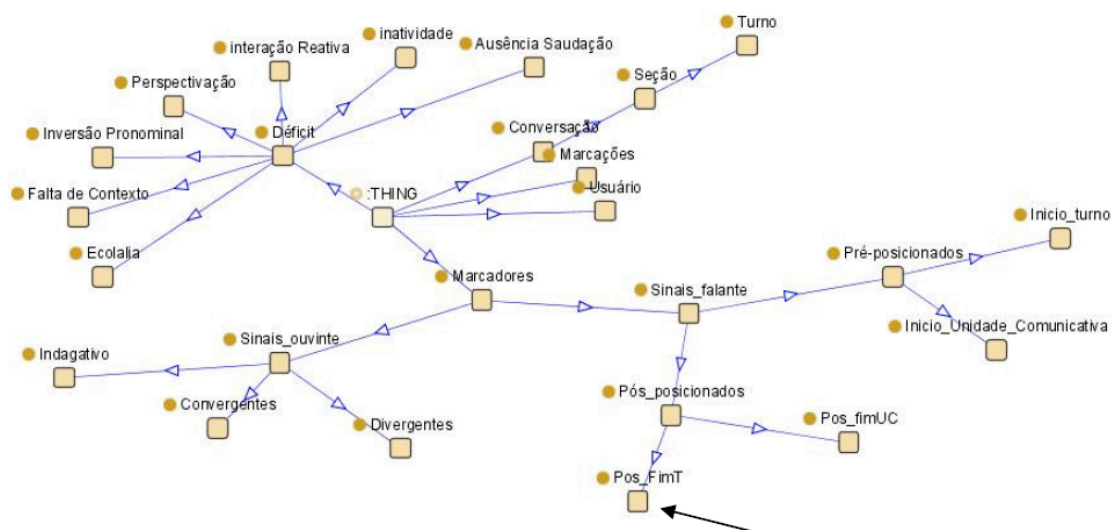 Turno
inatividade
interação Reativa
Ausência Saudação
Seção
Perspectivação
Inversão Pronominal
Déficit
Conversação
Marcações
Falta de Contexto
:THING
Usuário
Inicio_turno
Ecolalia
Pré-posicionados
Marcadores
Sinais_falante
Inicio_Unidade_Comunicativa
Sinais_ouvinte
Indagativo
Pós_posicionados
Convergentes
Pos_fimUC
Divergentes
Pos_FimT